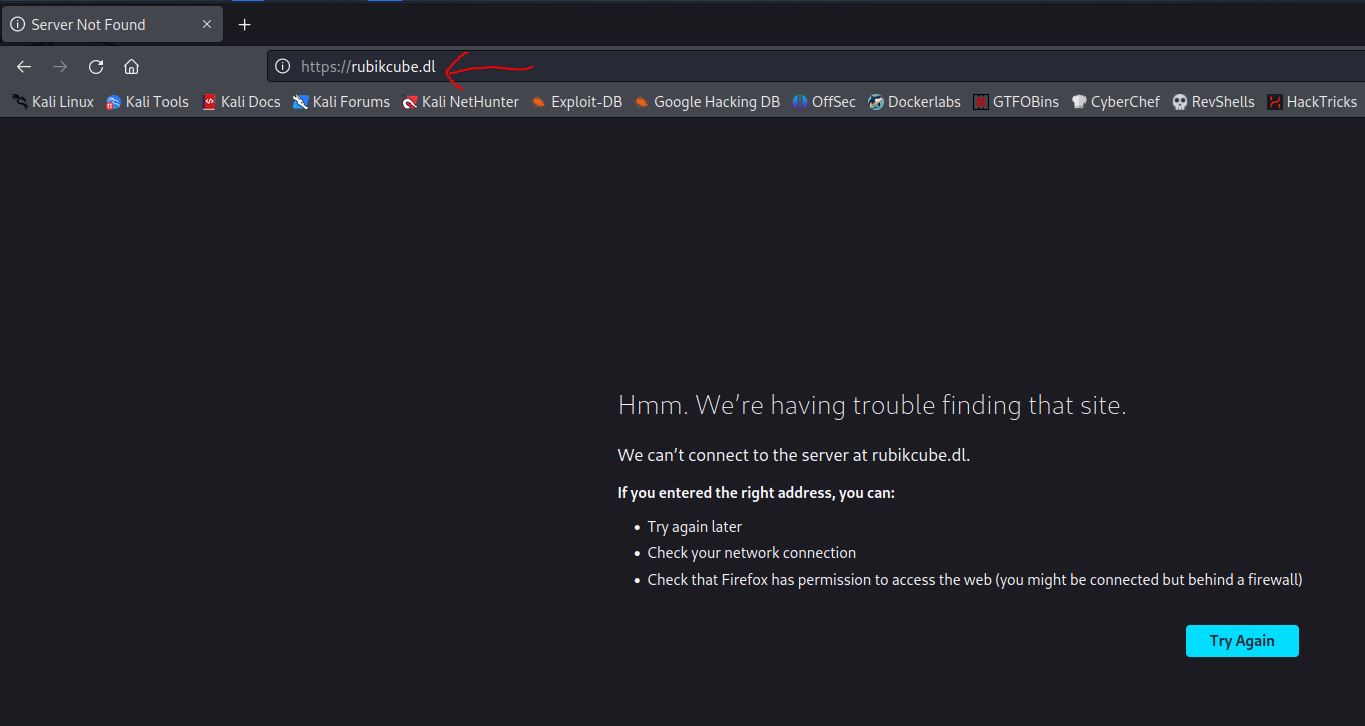 Server Not Found
https://rubikcube.dl
Kali Linux Kali Tools Kali Docs Kali Forums Kali NetHunter Exploit-DB Google Hacking DB OffSec Dockerlabs GTFOBins CyberChef RevShells HackTricks
Hmm. We’re having trouble finding that site.
We can’t connect to the server at rubikcube.dl.
If you entered the right address, you can:
• Try again later
• Check your network connection
• Check that Firefox has permission to access the web (you might be connected but behind a firewall)
Try Again